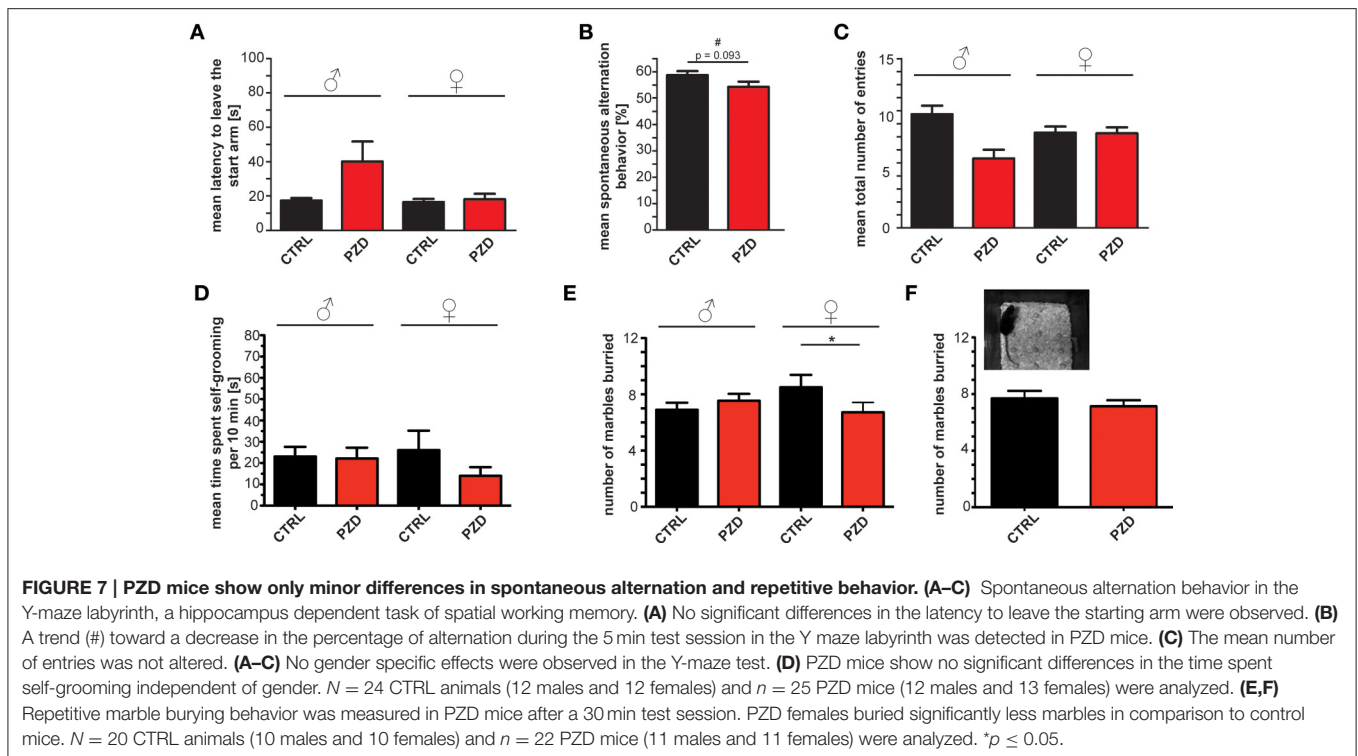 A
mean latency to leave the
start arm [s]
100
80
60
40
20
0
♂
♀
CTRL
PZD
CTRL
PZD
B
mean spontaneous alternation
behavior [%]
#
p = 0.093
60
55
50
45
40
35
30
25
20
15
10
5
0
CTRL
PZD
C
mean total number of entries
15
10
5
0
♂
♀
CTRL
PZD
CTRL
PZD
D
mean time spent self-grooming
per 10 min [s]
80
70
60
50
40
30
20
10
0
♂
♀
CTRL
PZD
CTRL
PZD
E
number of marbles burried
12
8
4
0
♂
♀
*
CTRL
PZD
CTRL
PZD
F
number of marbles burried
12
8
4
0
CTRL
PZD
FIGURE 7 | PZD mice show only minor differences in spontaneous alternation and repetitive behavior. (A–C) Spontaneous alternation behavior in the
Y-maze labyrinth, a hippocampus dependent task of spatial working memory. (A) No significant differences in the latency to leave the starting arm were observed. (B)
A trend (#) toward a decrease in the percentage of alternation during the 5 min test session in the Y maze labyrinth was detected in PZD mice. (C) The mean number
of entries was not altered. (A–C) No gender specific effects were observed in the Y-maze test. (D) PZD mice show no significant differences in the time spent
self-grooming independent of gender. N = 24 CTRL animals (12 males and 12 females) and n = 25 PZD mice (12 males and 13 females) were analyzed. (E,F)
Repetitive marble burying behavior was measured in PZD mice after a 30 min test session. PZD females buried significantly less marbles in comparison to control
mice. N = 20 CTRL animals (10 males and 10 females) and n = 22 PZD mice (11 males and 11 females) were analyzed. *p ≤ 0.05.